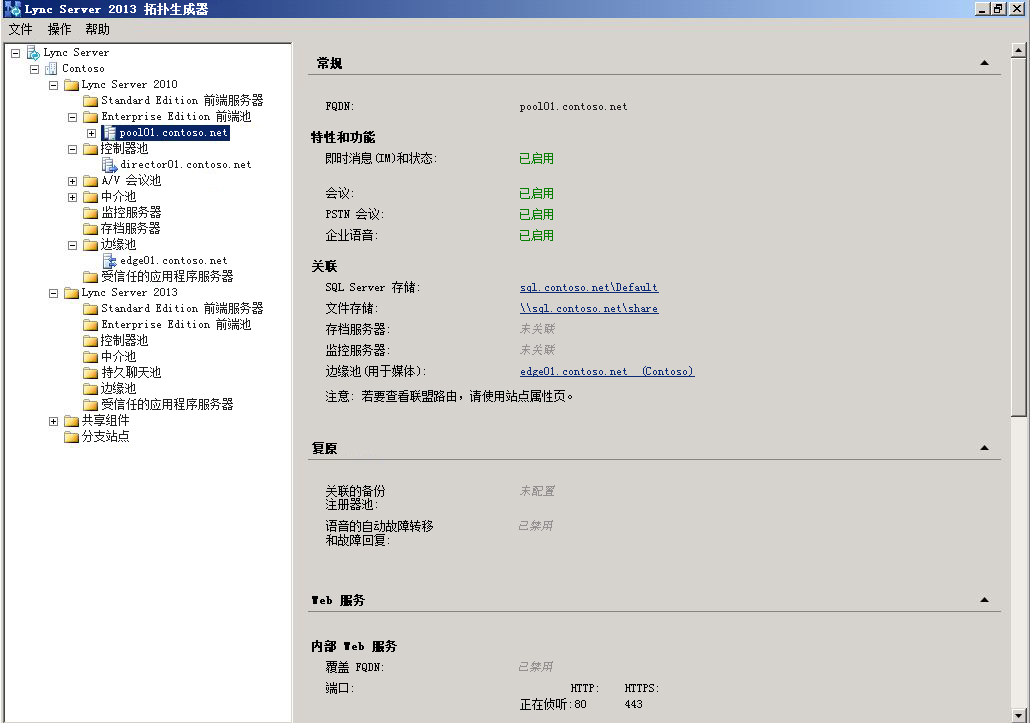 Lync Server 2013 拓扑生成器
文件 操作 帮助
Lync Server
Contoso
Lync Server 2010
Standard Edition 前端服务器
Enterprise Edition 前端池
pool01.contoso.net
控制器池
director01.contoso.net
A/V 会议池
中介池
监控服务器
存档服务器
边缘池
edge01.contoso.net
受信任的应用程序服务器
Lync Server 2013
Standard Edition 前端服务器
Enterprise Edition 前端池
控制器池
中介池
持久聊天池
边缘池
受信任的应用程序服务器
共享组件
分支站点
常规
FQDN: pool01.contoso.net
特性和功能
即时消息(IM)和状态: 已启用
会议: 已启用
PSTN 会议: 已启用
企业语音: 已启用
关联
SQL Server 存储: sql.contoso.net\Default
文件存储: \\sql.contoso.net\share
存档服务器: 未关联
监控服务器: 未关联
边缘池(用于媒体): edge01.contoso.net (Contoso)
注意: 若要查看联盟路由,请使用站点属性页。
复原
关联的备份 未配置
注册器池:
语音的自动故障转移 已禁用
和故障回复:
Web 服务
内部 Web 服务
覆盖 FQDN: 已禁用
端口: HTTP: HTTPS:
正在侦听:80 443